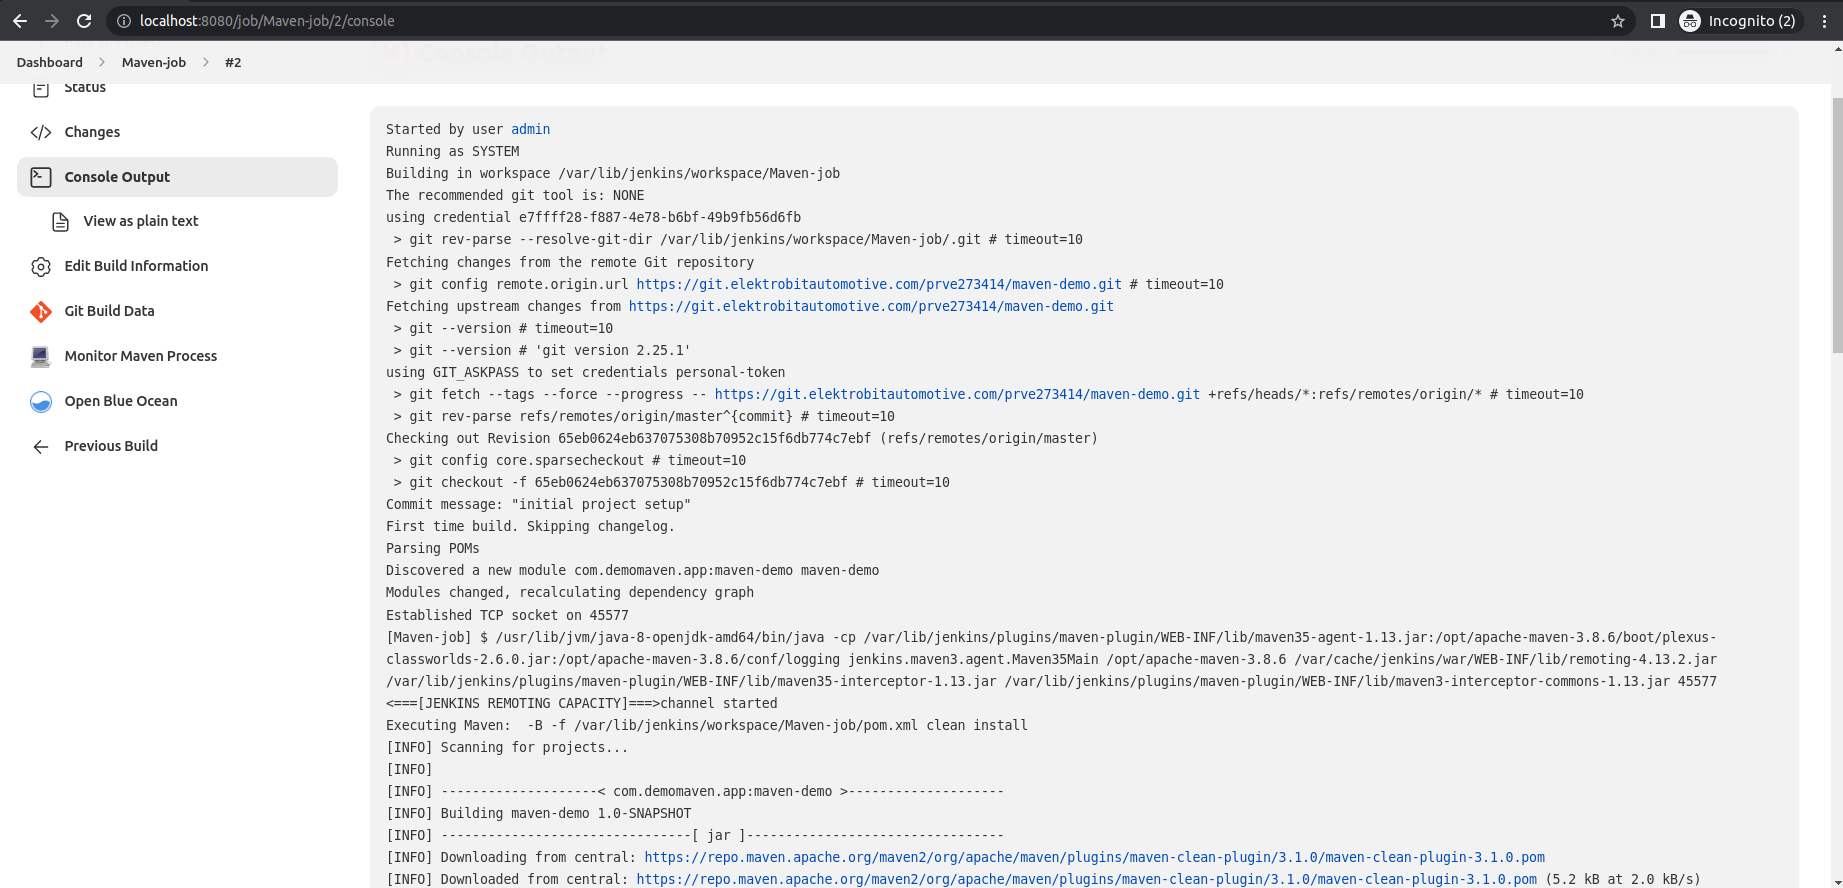 localhost:8080/job/Maven-job/2/console
Incognito (2)
Console Output
Dashboard
Maven-job
#2
Status
Changes
Console Output
View as plain text
Edit Build Information
Git Build Data
Monitor Maven Process
Open Blue Ocean
Previous Build
Started by user admin
Running as SYSTEM
Building in workspace /var/lib/jenkins/workspace/Maven-job
The recommended git tool is: NONE
using credential e7ffff28-f887-4e78-b6bf-49b9fb56d6fb
> git rev-parse --resolve-git-dir /var/lib/jenkins/workspace/Maven-job/.git # timeout=10
Fetching changes from the remote Git repository
> git config remote.origin.url https://git.elektrobitautomotive.com/prve273414/maven-demo.git # timeout=10
Fetching upstream changes from https://git.elektrobitautomotive.com/prve273414/maven-demo.git
> git --version # timeout=10
> git --version # 'git version 2.25.1'
using GIT_ASKPASS to set credentials personal-token
> git fetch --tags --force --progress -- https://git.elektrobitautomotive.com/prve273414/maven-demo.git +refs/heads/*:refs/remotes/origin/* # timeout=10
> git rev-parse refs/remotes/origin/master^{commit} # timeout=10
Checking out Revision 65eb0624eb637075308b70952c15f6db774c7ebf (refs/remotes/origin/master)
> git config core.sparsecheckout # timeout=10
> git checkout -f 65eb0624eb637075308b70952c15f6db774c7ebf # timeout=10
Commit message: "initial project setup"
First time build. Skipping changelog.
Parsing POMs
Discovered a new module com.demomaven.app:maven-demo maven-demo
Modules changed, recalculating dependency graph
Established TCP socket on 45577
[Maven-job] $ /usr/lib/jvm/java-8-openjdk-amd64/bin/java -cp /var/lib/jenkins/plugins/maven-plugin/WEB-INF/lib/maven35-agent-1.13.jar:/opt/apache-maven-3.8.6/boot/plexus-
classworlds-2.6.0.jar:/opt/apache-maven-3.8.6/conf/logging jenkins.maven3.agent.Maven35Main /opt/apache-maven-3.8.6 /var/cache/jenkins/war/WEB-INF/lib/remoting-4.13.2.jar
/var/lib/jenkins/plugins/maven-plugin/WEB-INF/lib/maven35-interceptor-1.13.jar /var/lib/jenkins/plugins/maven-plugin/WEB-INF/lib/maven3-interceptor-commons-1.13.jar 45577
<===[JENKINS REMOTING CAPACITY]===>channel started
Executing Maven:  -B -f /var/lib/jenkins/workspace/Maven-job/pom.xml clean install
[INFO] Scanning for projects...
[INFO]
[INFO] --------------------< com.demomaven.app:maven-demo >--------------------
[INFO] Building maven-demo 1.0-SNAPSHOT
[INFO] --------------------------------[ jar ]---------------------------------
[INFO] Downloading from central: https://repo.maven.apache.org/maven2/org/apache/maven/plugins/maven-clean-plugin/3.1.0/maven-clean-plugin-3.1.0.pom
[INFO] Downloaded from central: https://repo.maven.apache.org/maven2/org/apache/maven/plugins/maven-clean-plugin/3.1.0/maven-clean-plugin-3.1.0.pom (5.2 kB at 2.0 kB/s)